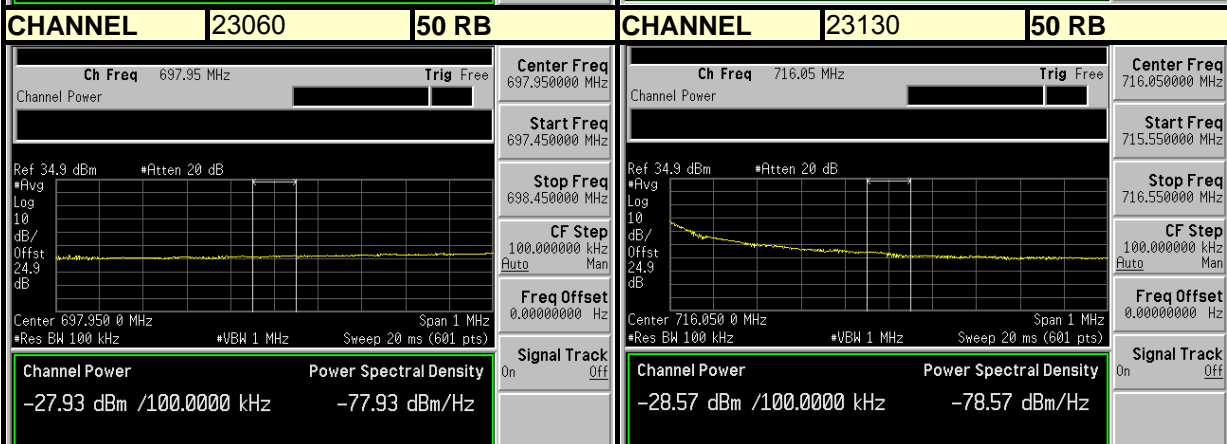 CHANNEL 23060 50 RB
Ch Freq 697.95 MHz Trig Free
Channel Power
Ref 34.9 dBm #Atten 20 dB
#Avg
Log
10
dB/
Offst
24.9
dB
Center 697.950 0 MHz Span 1 MHz
#Res BW 100 kHz #VBW 1 MHz Sweep 20 ms (601 pts)
Channel Power Power Spectral Density
-27.93 dBm /100.0000 kHz -77.93 dBm/Hz
Center Freq
697.950000 MHz
Start Freq
697.450000 MHz
Stop Freq
698.450000 MHz
CF Step
100.000000 kHz
Auto Man
Freq Offset
0.00000000 Hz
Signal Track
On Off
CHANNEL 23130 50 RB
Ch Freq 716.05 MHz Trig Free
Channel Power
Ref 34.9 dBm #Atten 20 dB
#Avg
Log
10
dB/
Offst
24.9
dB
Center 716.050 0 MHz Span 1 MHz
#Res BW 100 kHz #VBW 1 MHz Sweep 20 ms (601 pts)
Channel Power Power Spectral Density
-28.57 dBm /100.0000 kHz -78.57 dBm/Hz
Center Freq
716.050000 MHz
Start Freq
715.550000 MHz
Stop Freq
716.550000 MHz
CF Step
100.000000 kHz
Auto Man
Freq Offset
0.00000000 Hz
Signal Track
On Off